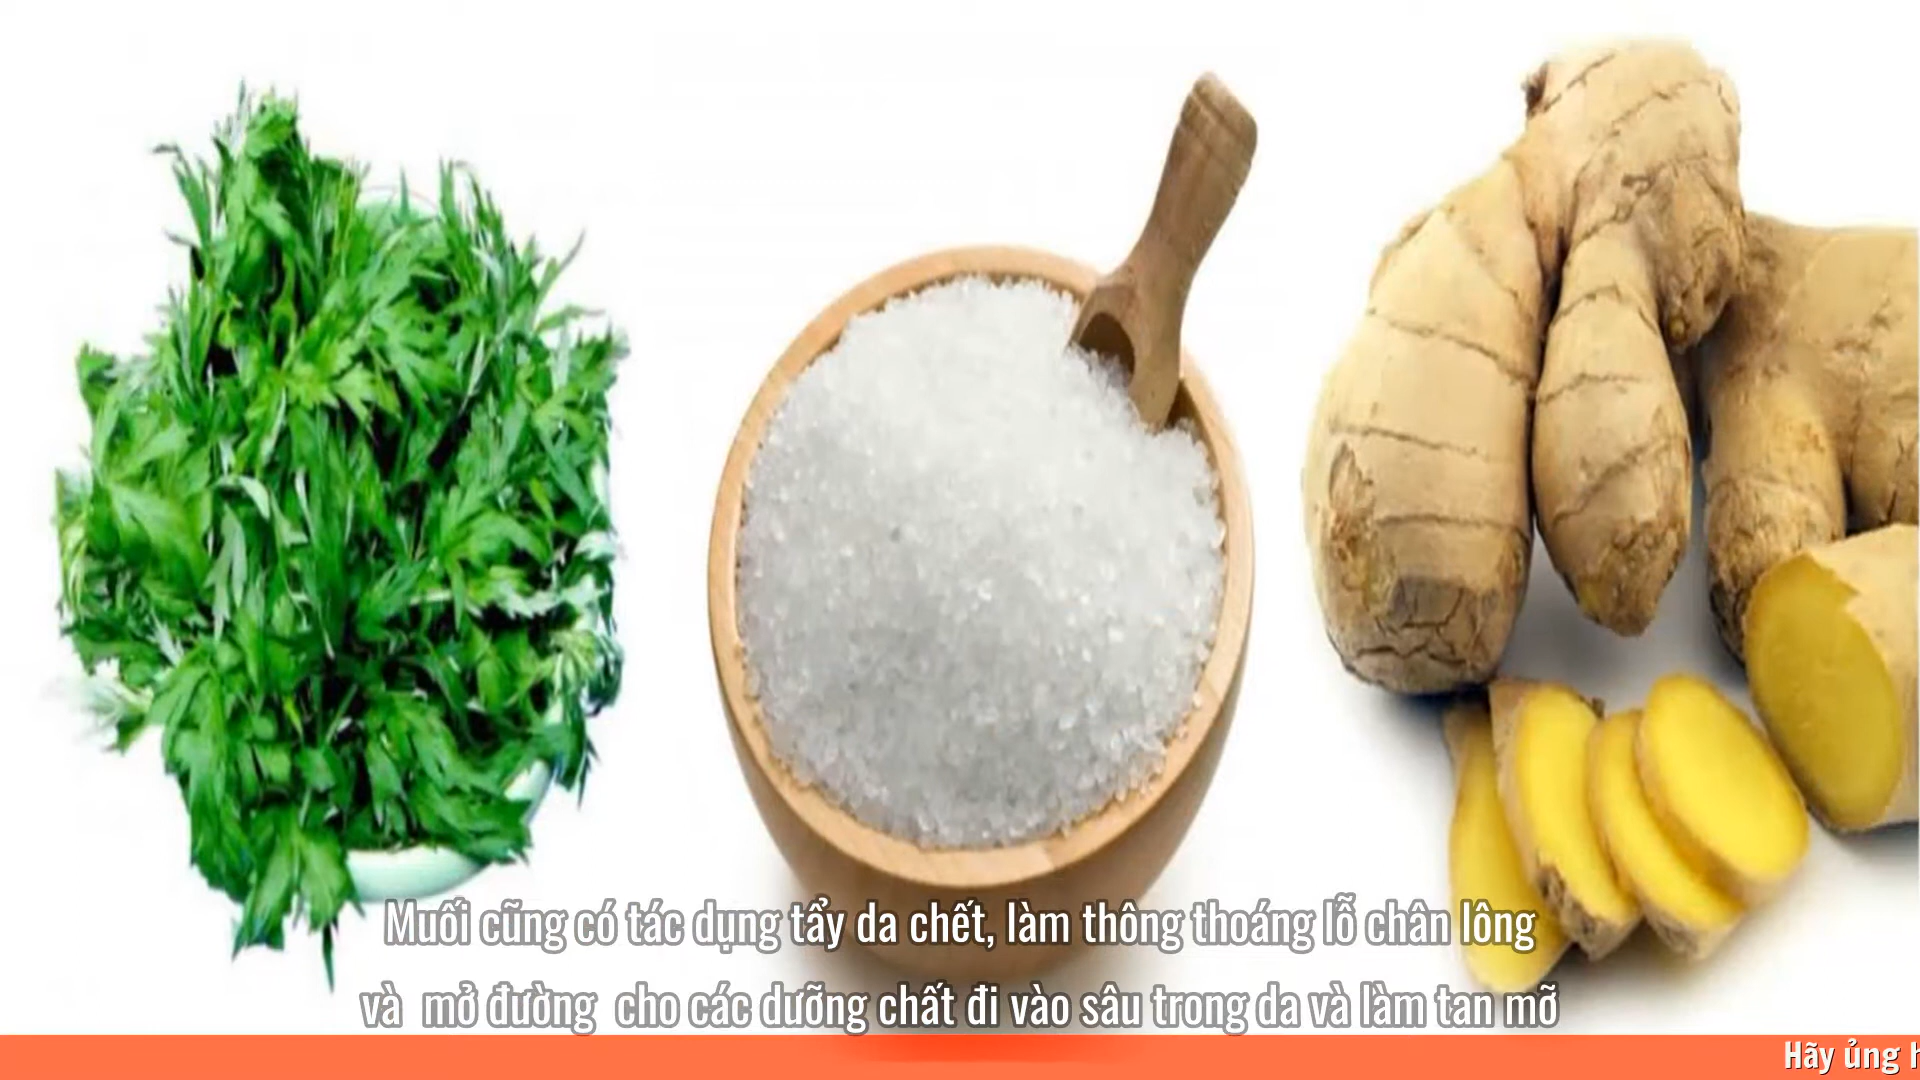 Muối cũng có tác dụng tẩy da chết, làm thông thoáng lỗ chân lông
và mở đường cho các dưỡng chất đi vào sâu trong da và làm tan mỡ
Hãy ủng